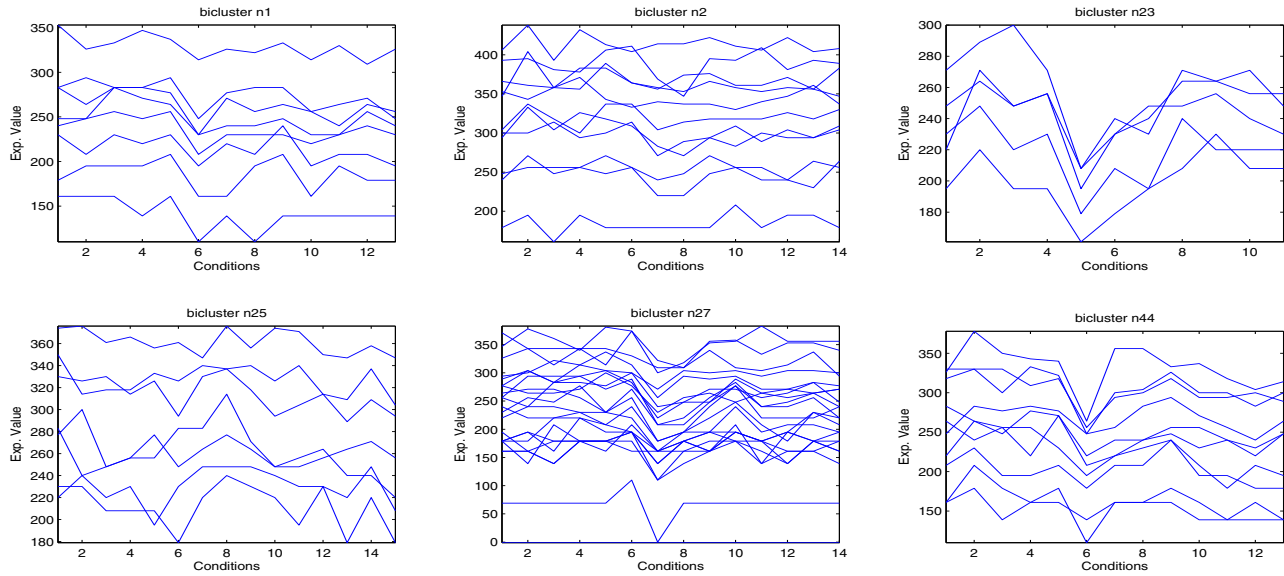 bicluster n1
Exp. Value
350
300
250
200
150
2 4 6 8 10 12
Conditions
bicluster n2
Exp. Value
400
350
300
250
200
2 4 6 8 10 12 14
Conditions
bicluster n23
Exp. Value
300
280
260
240
220
200
180
2 4 6 8 10
Conditions
bicluster n25
Exp. Value
360
340
320
300
280
260
240
220
200
180
2 4 6 8 10 12 14
Conditions
bicluster n27
Exp. Value
350
300
250
200
150
100
50
0
2 4 6 8 10 12 14
Conditions
bicluster n44
Exp. Value
350
300
250
200
150
2 4 6 8 10 12
Conditions